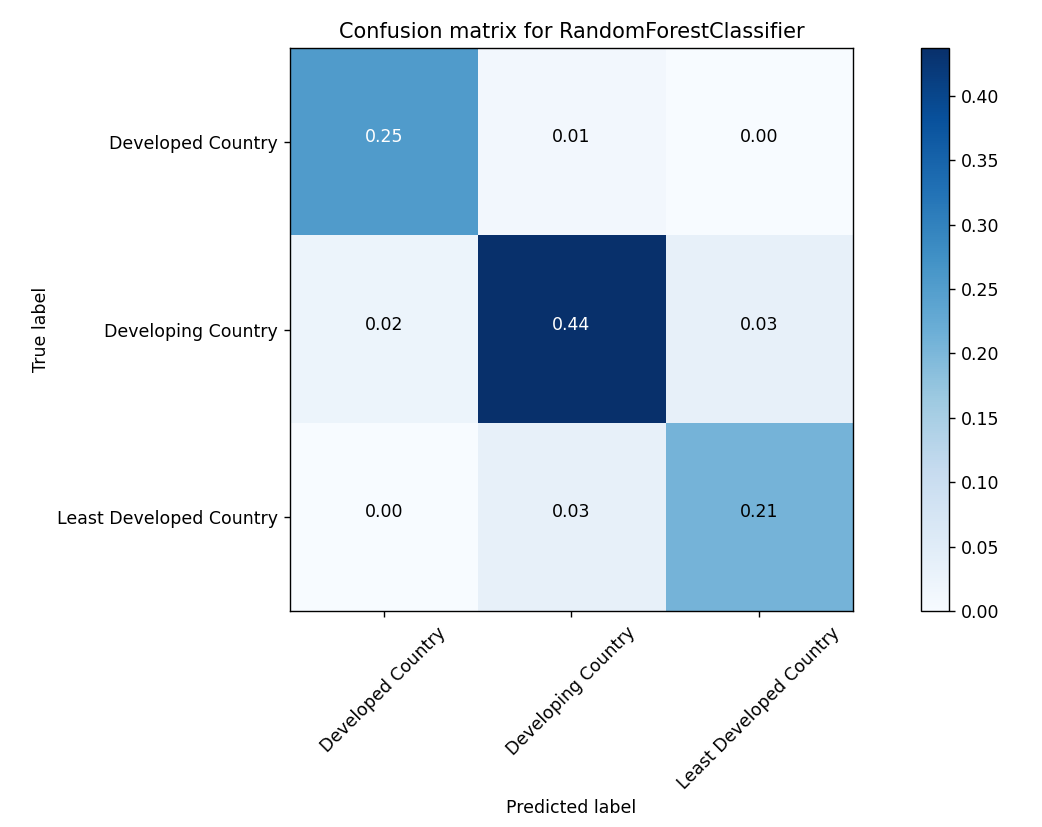 Confusion matrix for RandomForestClassifier
True label
Developed Country
0.25 0.01 0.00
Developing Country
0.02 0.44 0.03
Least Developed Country
0.00 0.03 0.21
Developed Country
Developing Country
Least Developed Country
Predicted label
0.40
0.35
0.30
0.25
0.20
0.15
0.10
0.05
0.00